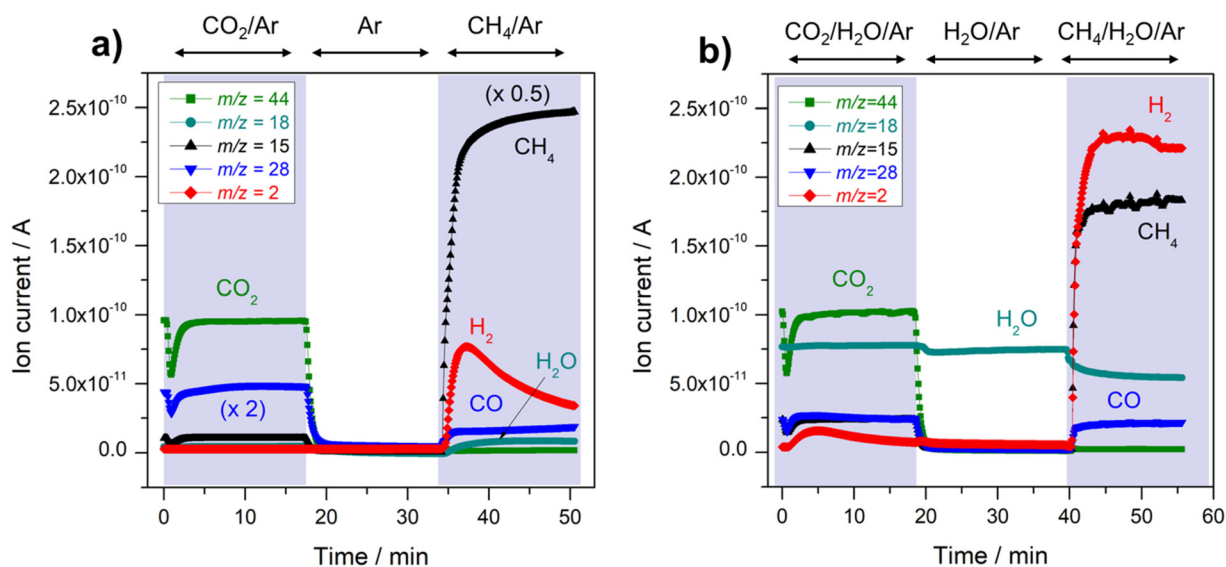 a)
CO₂/Ar Ar CH₄/Ar
m/z = 44
m/z = 18
m/z = 15
m/z = 28
m/z = 2
(x 0.5)
CH₄
CO₂
(x 2)
H₂
H₂O
CO
2.5x10⁻¹⁰
2.0x10⁻¹⁰
1.5x10⁻¹⁰
1.0x10⁻¹⁰
5.0x10⁻¹¹
0.0
Ion current / A
0 10 20 30 40 50
Time / min
b)
CO₂/H₂O/Ar H₂O/Ar CH₄/H₂O/Ar
m/z=44
m/z=18
m/z=15
m/z=28
m/z=2
H₂
CH₄
CO₂
H₂O
CO
2.5x10⁻¹⁰
2.0x10⁻¹⁰
1.5x10⁻¹⁰
1.0x10⁻¹⁰
5.0x10⁻¹¹
0.0
Ion current / A
0 10 20 30 40 50 60
Time / min